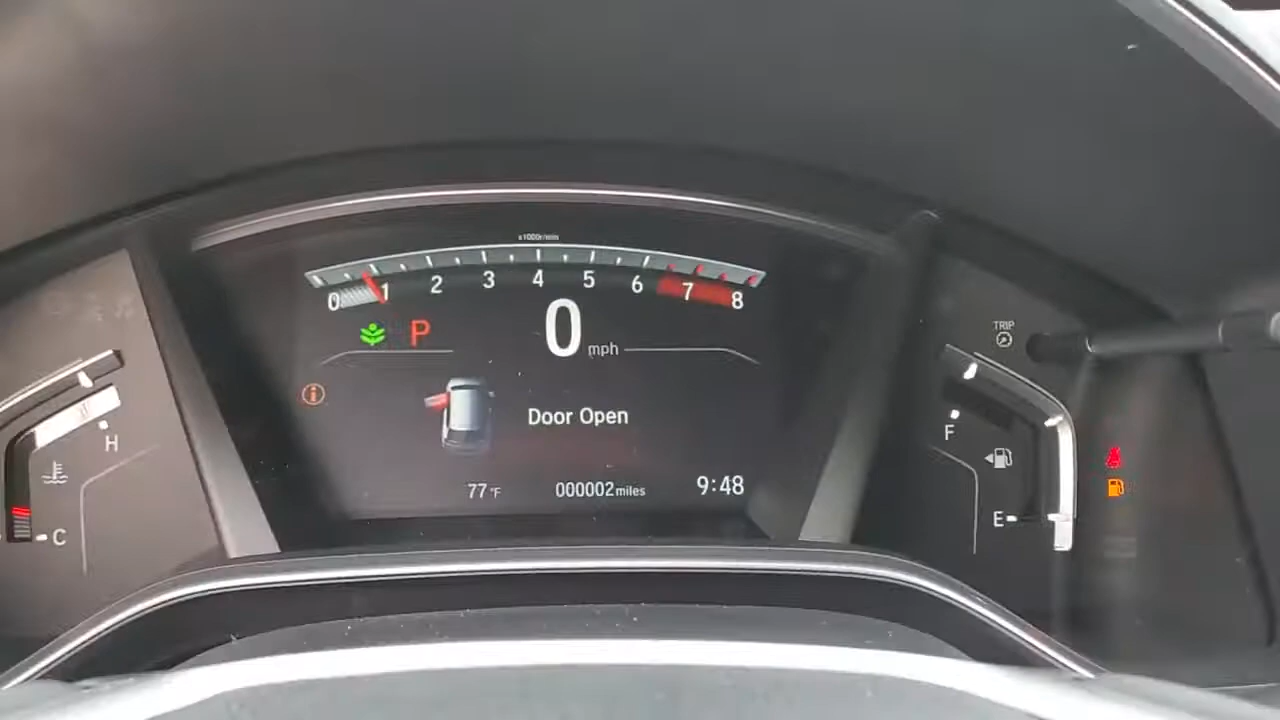 x1000r/min
0 1 2 3 4 5 6 7 8
P
0 mph
TRIP
H
F
Door Open
C
E
77°F
000002 miles
9:48